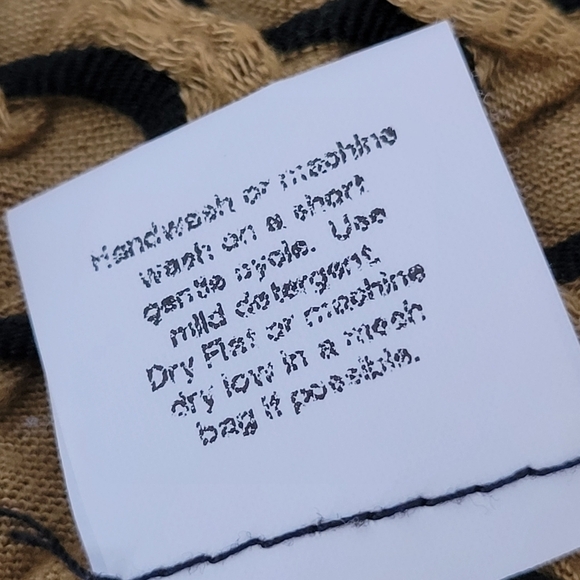 Handwash or machine
wash on a short
gentle cycle. Use
mild detergent.
Dry Flat or machine
dry low in a mesh
bag if possible.